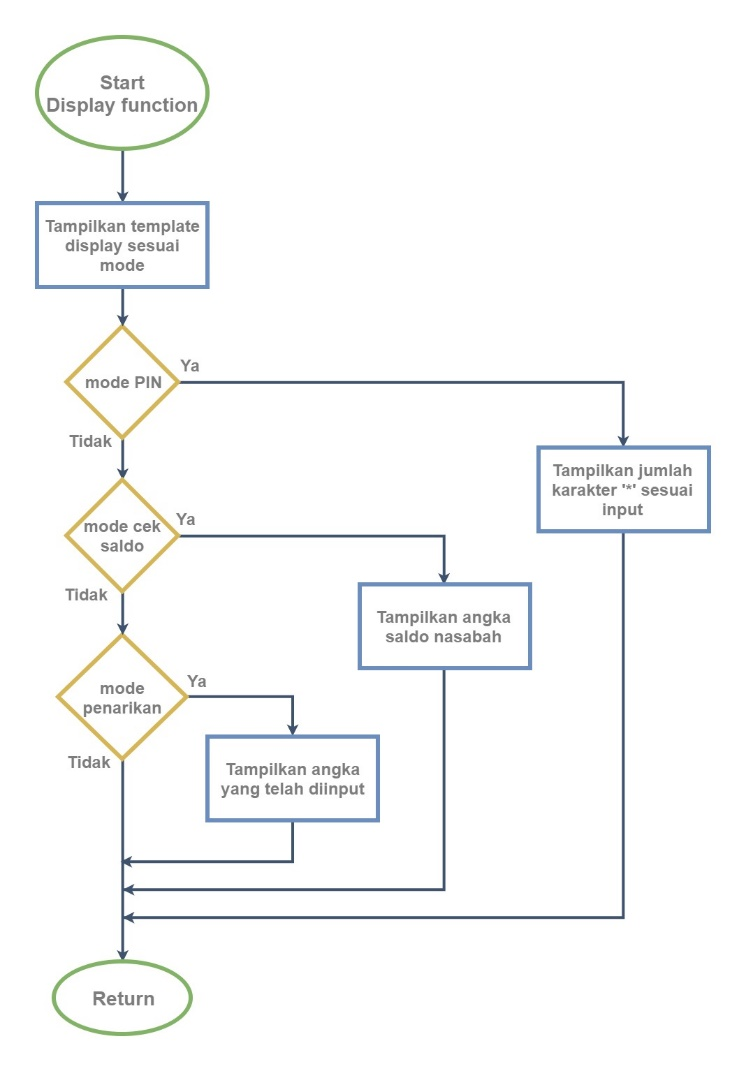 Start
Display function
Tampilkan template
display sesuai
mode
mode PIN
Ya
Tidak
Tampilkan jumlah
karakter '*' sesuai
input
mode cek
saldo
Ya
Tidak
Tampilkan angka
saldo nasabah
mode
penarikan
Ya
Tidak
Tampilkan angka
yang telah diinput
Return